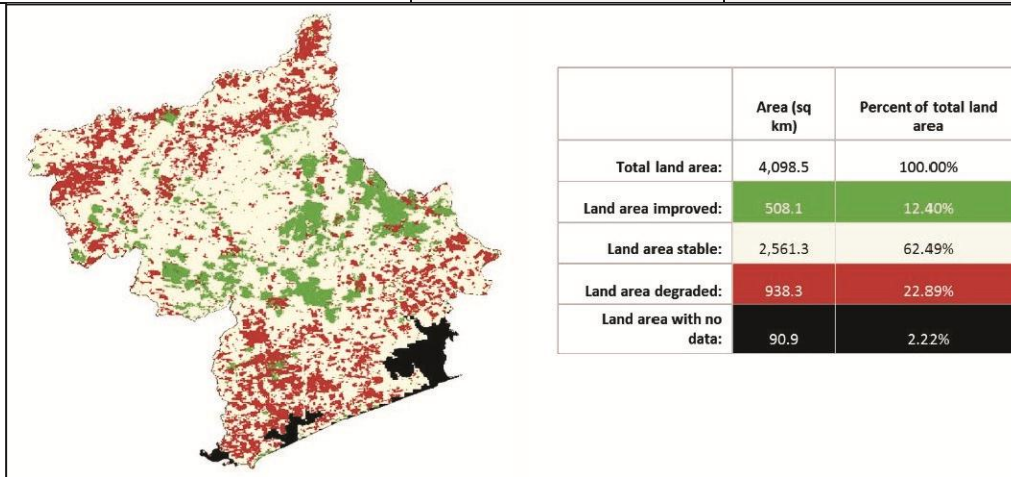 Area (sq km) Percent of total land area
Total land area: 4,098.5 100.00%
Land area improved: 508.1 12.40%
Land area stable: 2,561.3 62.49%
Land area degraded: 938.3 22.89%
Land area with no data: 90.9 2.22%